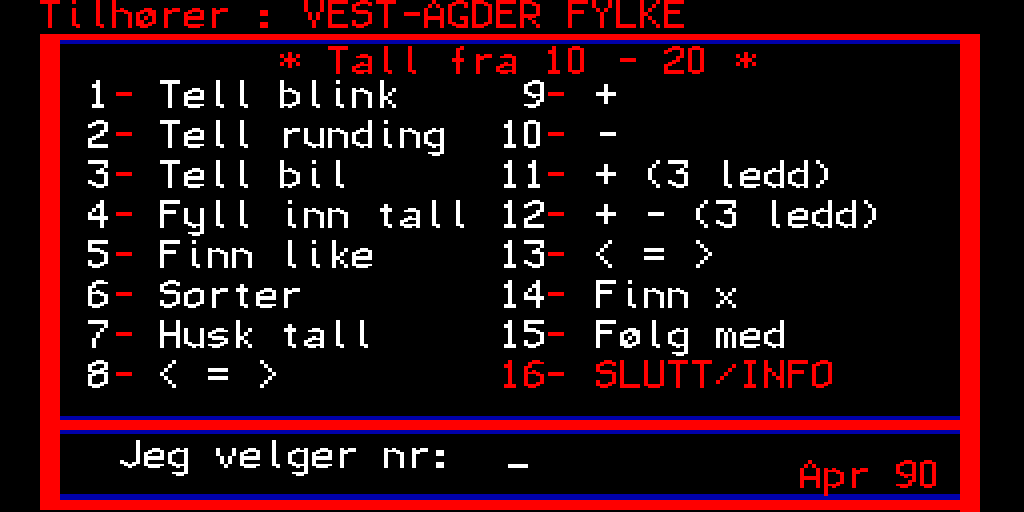 Tilhører : VEST-AGDER FYLKE
* Tall fra 10 - 20 *
1- Tell blink 9- +
2- Tell runding 10- -
3- Tell bil 11- + (3 ledd)
4- Fyll inn tall 12- + - (3 ledd)
5- Finn like 13- < = >
6- Sorter 14- Finn x
7- Husk tall 15- Følg med
8- < = > 16- SLUTT/INFO
Jeg velger nr: _
Apr 90